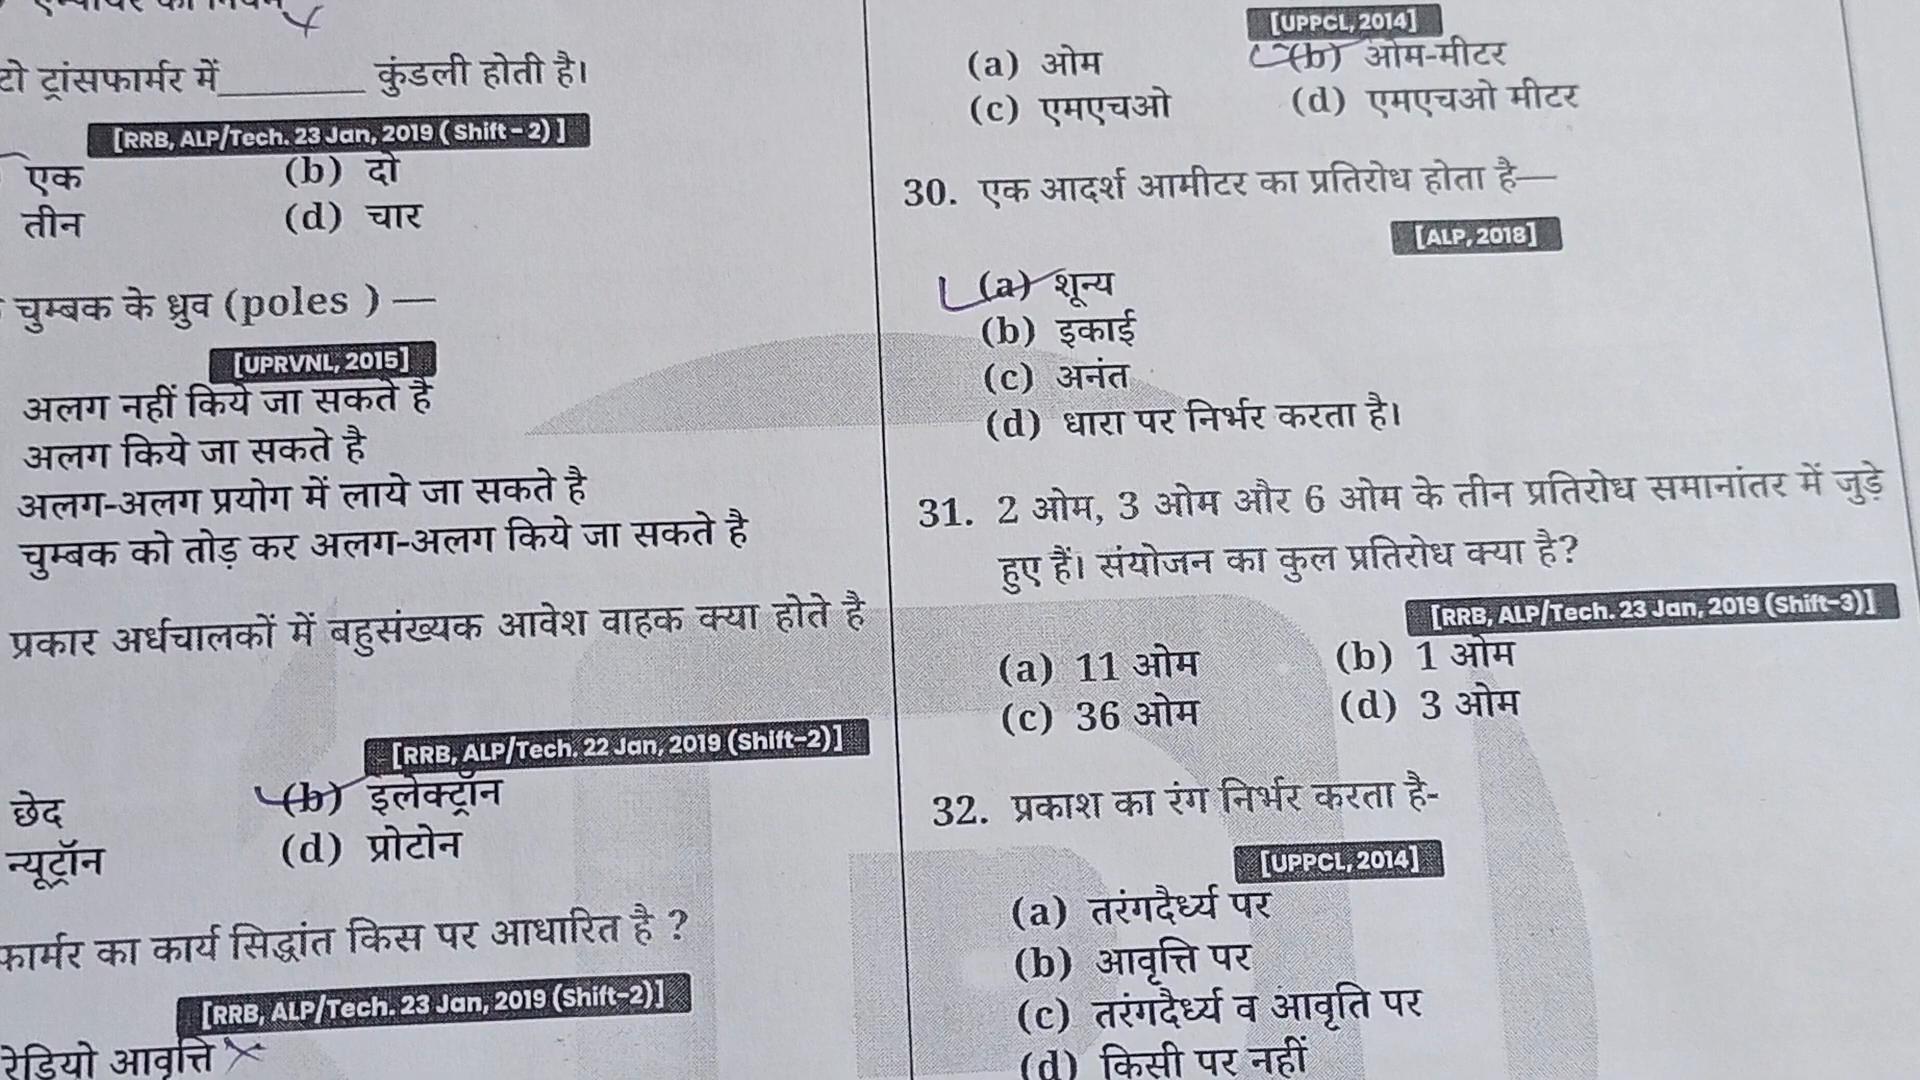 टो ट्रांसफार्मर में________ कुंडली होती है।
[RRB, ALP/Tech. 23 Jan, 2019 ( Shift – 2) ]
एक (b) दो
तीन (d) चार
चुम्बक के ध्रुव (poles ) —
[UPRVNL, 2015]
अलग नहीं किये जा सकते है
अलग किये जा सकते है
अलग-अलग प्रयोग में लाये जा सकते है
चुम्बक को तोड़ कर अलग-अलग किये जा सकते है
प्रकार अर्धचालकों में बहुसंख्यक आवेश वाहक क्या होते है
[RRB, ALP/Tech. 22 Jan, 2019 (Shift-2)]
छेद (b) इलेक्ट्रॉन
न्यूट्रॉन (d) प्रोटोन
फार्मर का कार्य सिद्धांत किस पर आधारित है ?
[RRB, ALP/Tech. 23 Jan, 2019 (Shift-2)]
रेडियो आवृत्ति
[UPPCL, 2014]
(a) ओम (b) ओम-मीटर
(c) एमएचओ (d) एमएचओ मीटर
30. एक आदर्श आमीटर का प्रतिरोध होता है—
[ALP, 2018]
(a) शून्य
(b) इकाई
(c) अनंत
(d) धारा पर निर्भर करता है।
31. 2 ओम, 3 ओम और 6 ओम के तीन प्रतिरोध समानांतर में जुड़े
हुए हैं। संयोजन का कुल प्रतिरोध क्या है?
[RRB, ALP/Tech. 23 Jan, 2019 (Shift-3)]
(a) 11 ओम (b) 1 ओम
(c) 36 ओम (d) 3 ओम
32. प्रकाश का रंग निर्भर करता है-
[UPPCL, 2014]
(a) तरंगदैर्ध्य पर
(b) आवृत्ति पर
(c) तरंगदैर्ध्य व आवृति पर
(d) किसी पर नहीं